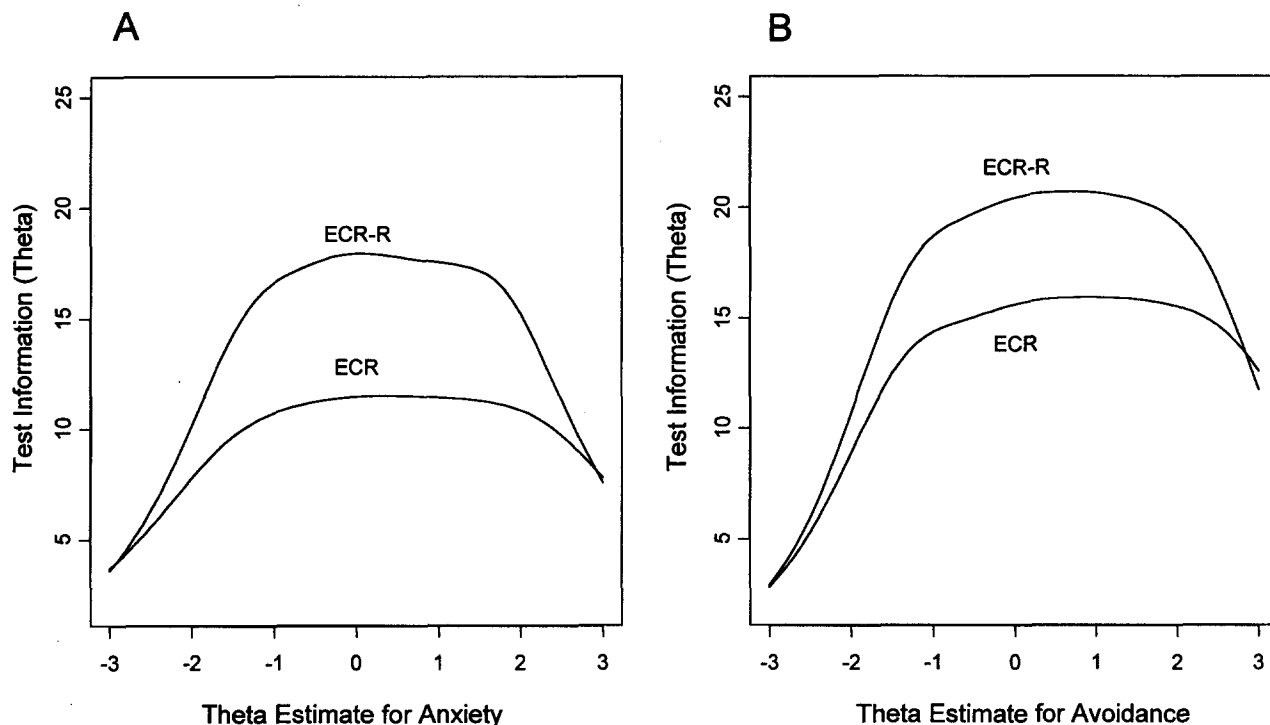 A
B
25
20
15
10
5
Test Information (Theta)
ECR-R
ECR
-3 -2 -1 0 1 2 3
Theta Estimate for Anxiety
25
20
15
10
5
Test Information (Theta)
ECR-R
ECR
-3 -2 -1 0 1 2 3
Theta Estimate for Avoidance